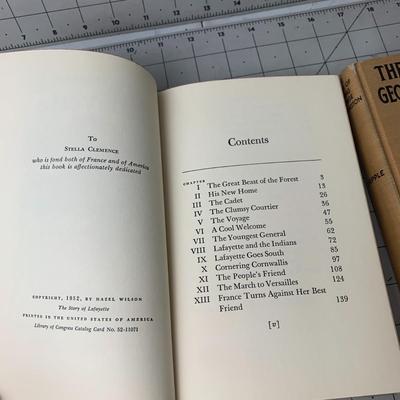 To
Stella Clemence
who is fond both of France and of America
this book is affectionately dedicated
COPYRIGHT, 1952, BY HAZEL WILSON
The Story of Lafayette
PRINTED IN THE UNITED STATES OF AMERICA
Library of Congress Catalog Card No. 52-11071
Contents
CHAPTER
I The Great Beast of the Forest 3
II His New Home 13
III The Cadet 26
IV The Clumsy Courtier 36
V The Voyage 47
VI A Cool Welcome 55
VII The Youngest General 62
VIII Lafayette and the Indians 72
IX Lafayette Goes South 85
X Cornering Cornwallis 97
XI The People's Friend 108
XII The March to Versailles 124
XIII France Turns Against Her Best
Friend 139
[v]
THE
GEO